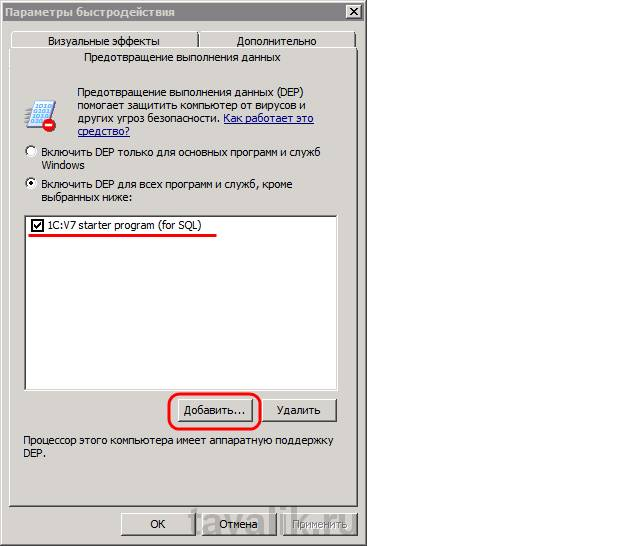 Параметры быстродействия
Визуальные эффекты
Дополнительно
Предотвращение выполнения данных
Предотвращение выполнения данных (DEP)
помогает защитить компьютер от вирусов и
других угроз безопасности. Как работает это
средство?
Включить DEP только для основных программ и служб
Windows
Включить DEP для всех программ и служб, кроме
выбранных ниже:
1C:V7 starter program (for SQL)
Добавить...
Удалить
Процессор этого компьютера имеет аппаратную поддержку
DEP.
OK
Отмена
Применить
tavalik.ru